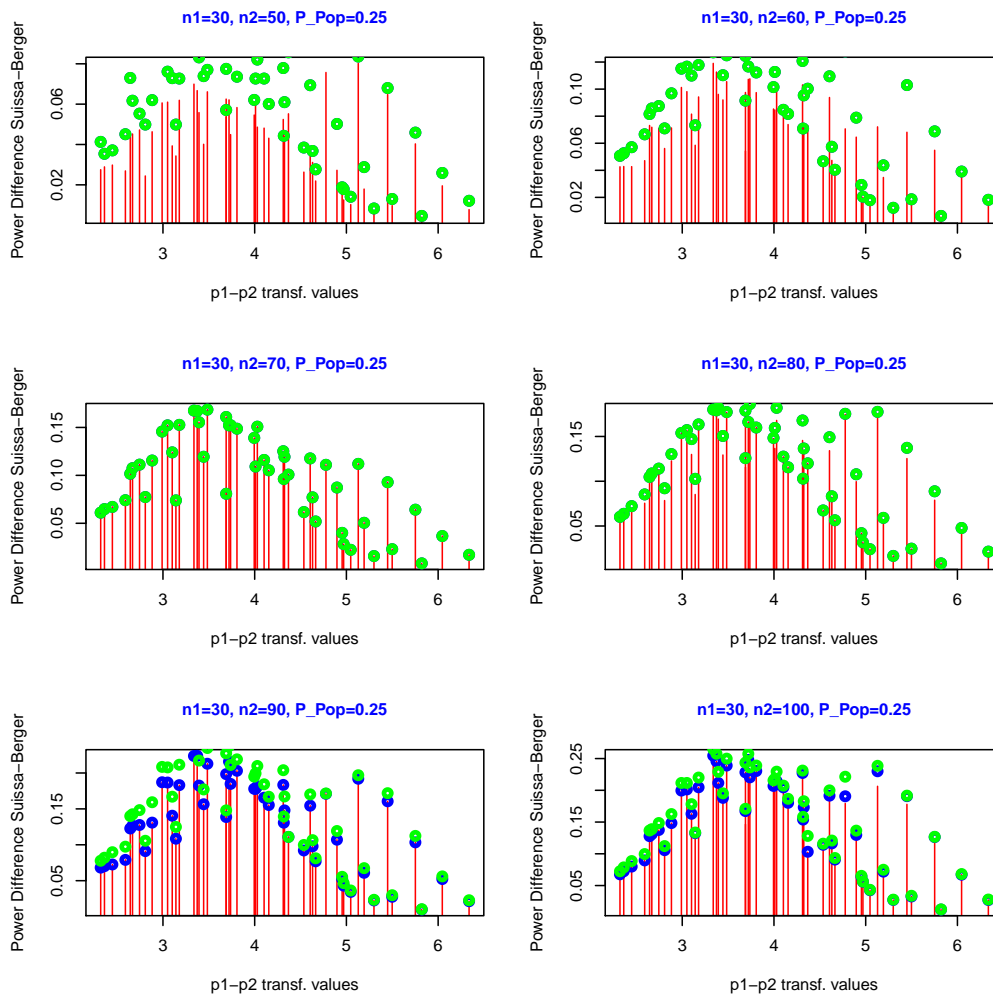 n1=30, n2=50, P_Pop=0.25
Power Difference Suissa−Berger
0.02
0.06
3
4
5
6
p1−p2 transf. values
n1=30, n2=60, P_Pop=0.25
Power Difference Suissa−Berger
0.02
0.06
0.10
3
4
5
6
p1−p2 transf. values
n1=30, n2=70, P_Pop=0.25
Power Difference Suissa−Berger
0.05
0.10
0.15
3
4
5
6
p1−p2 transf. values
n1=30, n2=80, P_Pop=0.25
Power Difference Suissa−Berger
0.05
0.15
3
4
5
6
p1−p2 transf. values
n1=30, n2=90, P_Pop=0.25
Power Difference Suissa−Berger
0.05
0.15
3
4
5
6
p1−p2 transf. values
n1=30, n2=100, P_Pop=0.25
Power Difference Suissa−Berger
0.05
0.15
0.25
3
4
5
6
p1−p2 transf. values